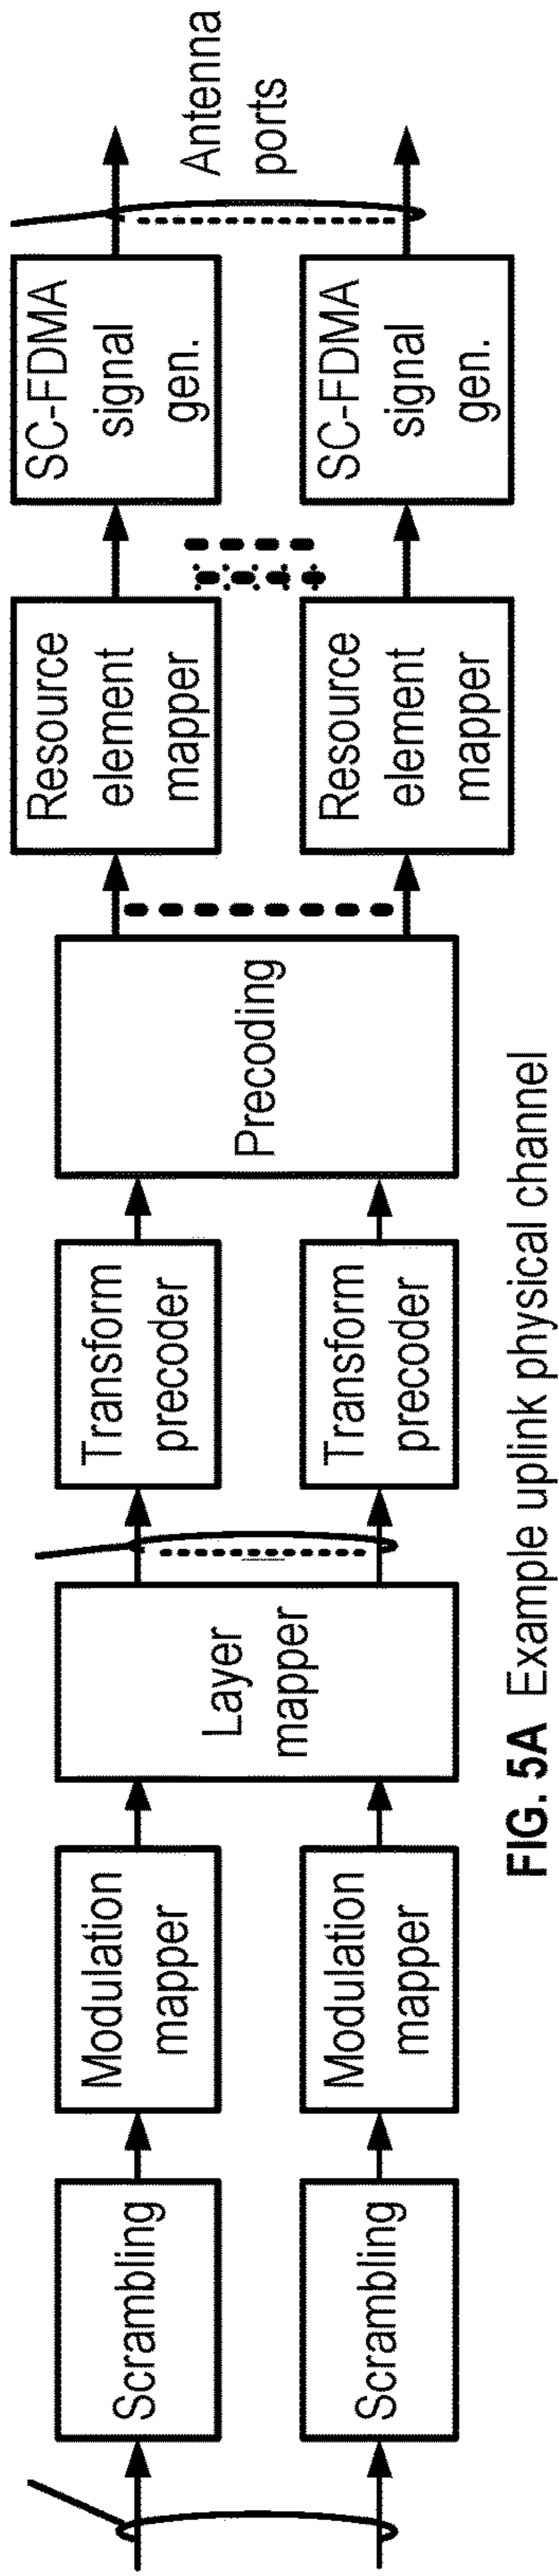 Scrambling
Scrambling
Modulation
mapper
Modulation
mapper
Layer
mapper
Transform
precoder
Transform
precoder
Precoding
Resource
element
mapper
Resource
element
mapper
SC-FDMA
signal
gen.
SC-FDMA
signal
gen.
Antenna
ports
FIG. 5A Example uplink physical channel